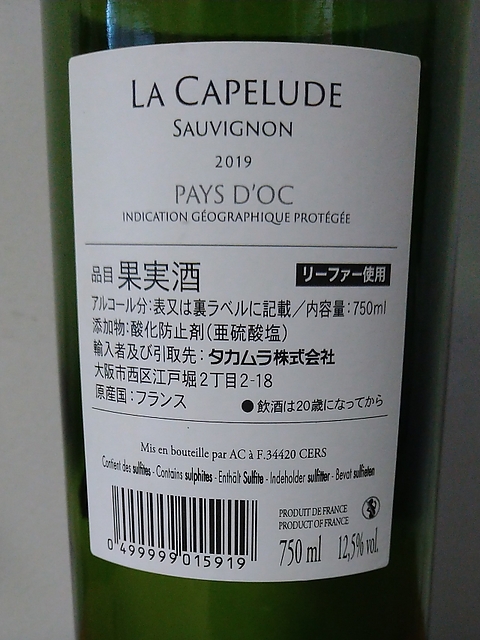 LA CAPELUDE
SAUVIGNON
2019
PAYS D'OC
INDICATION GÉOGRAPHIQUE PROTÉGÉE
品目 果実酒 リーファー使用
アルコール分:表又は裏ラベルに記載/内容量:750ml
添加物:酸化防止剤(亜硫酸塩)
輸入者及び引取先:タカムラ株式会社
大阪市西区江戸堀2丁目2-18
原産国:フランス ●飲酒は20歳になってから
Mis en bouteille par AC à F.34420 CERS
Contient des sulfites - Contains sulphites - Enthält Sulfite - Indeholder sulfitter - Bevat sulfieten
PRODUIT DE FRANCE
PRODUCT OF FRANCE
750 ml 12,5% vol.
0 499999 015919